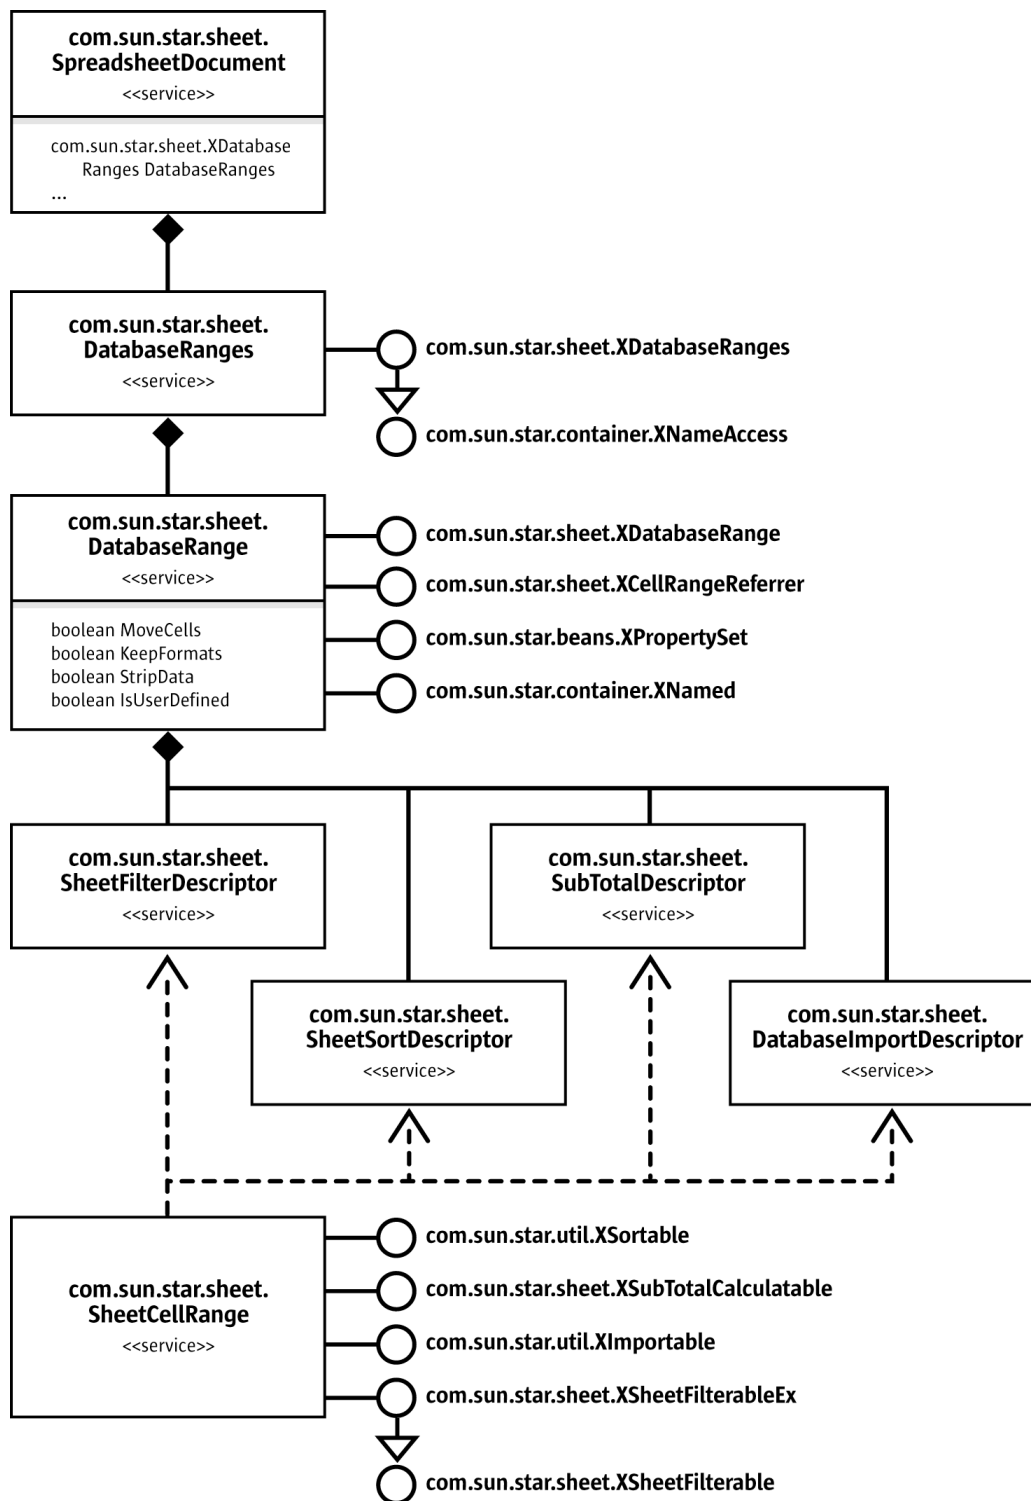 com.sun.star.sheet.
SpreadsheetDocument
<<service>>
com.sun.star.sheet.XDatabase
Ranges DatabaseRanges
...
com.sun.star.sheet.
DatabaseRanges
<<service>>
com.sun.star.sheet.XDatabaseRanges
com.sun.star.container.XNameAccess
com.sun.star.sheet.
DatabaseRange
<<service>>
boolean MoveCells
boolean KeepFormats
boolean StripData
boolean IsUserDefined
com.sun.star.sheet.XDatabaseRange
com.sun.star.sheet.XCellRangeReferrer
com.sun.star.beans.XPropertySet
com.sun.star.container.XNamed
com.sun.star.sheet.
SheetFilterDescriptor
<<service>>
com.sun.star.sheet.
SubTotalDescriptor
<<service>>
com.sun.star.sheet.
SheetSortDescriptor
<<service>>
com.sun.star.sheet.
DatabaseImportDescriptor
<<service>>
com.sun.star.sheet.
SheetCellRange
<<service>>
com.sun.star.util.XSortable
com.sun.star.sheet.XSubTotalCalculatable
com.sun.star.util.XImportable
com.sun.star.sheet.XSheetFilterableEx
com.sun.star.sheet.XSheetFilterable